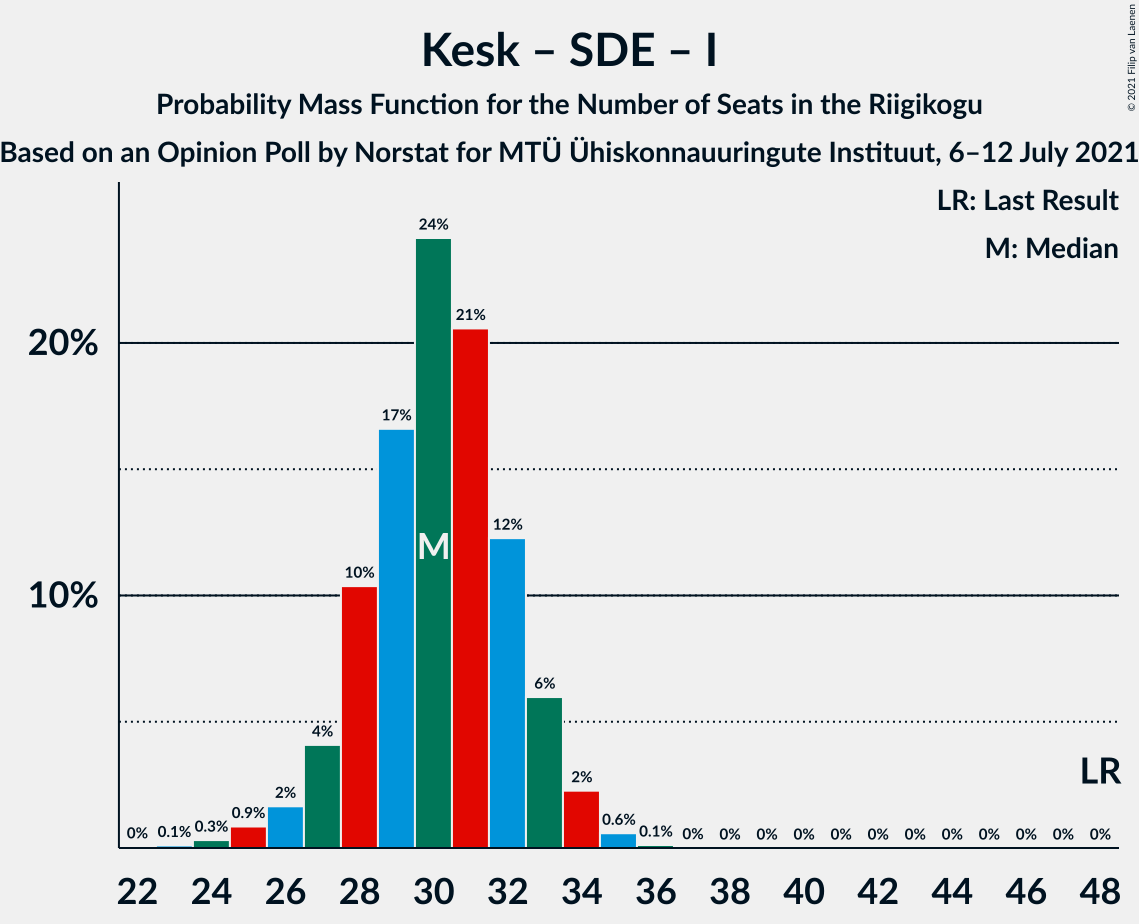 Kesk – SDE – I
Probability Mass Function for the Number of Seats in the Riigikogu
Based on an Opinion Poll by Norstat for MTÜ Ühiskonnauuringute Instituut, 6–12 July 2021
© 2021 Filip van Laenen
LR: Last Result
M: Median
24%
21%
20%
17%
12%
M
10%
10%
6%
4%
LR
2%
2%
0% 0.1% 0.3% 0.9% 0.6% 0.1% 0% 0% 0% 0% 0% 0% 0% 0% 0% 0% 0% 0%
22 24 26 28 30 32 34 36 38 40 42 44 46 48